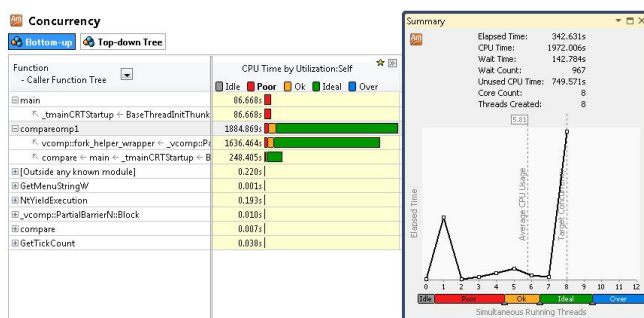 Am Concurrency
Bottom-up Top-down Tree
Function
- Caller Function Tree
CPU Time by Utilization:Self
Idle Poor Ok Ideal Over
main 86.668s
_tmainCRTStartup ← BaseThreadInitThunk 86.668s
compareomp1 1884.869s
vcomp::fork_helper_wrapper ← _vcomp::Pa 1636.464s
compare ← main ← _tmainCRTStartup ← B 248.405s
[Outside any known module] 0.220s
GetMenuStringW 0.001s
NtYieldExecution 0.193s
_vcomp::PartialBarrierN::Block 0.010s
compare 0.007s
GetTickCount 0.038s
Summary
Am
Elapsed Time: 342.631s
CPU Time: 1972.006s
Wait Time: 142.784s
Wait Count: 967
Unused CPU Time: 749.571s
Core Count: 8
Threads Created: 8
5.81
Elapsed Time
Average CPU Usage
Target Concurrency
0 1 2 3 4 5 6 7 8 9 10 11 12
Idle Poor Ok Ideal Over
Simultaneous Running Threads